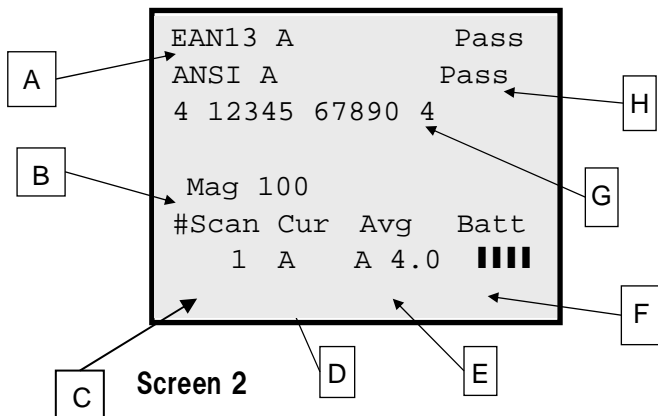 EAN13 A Pass
A
ANSI A Pass
H
4 12345 67890 4
B
G
Mag 100
#Scan Cur Avg Batt
1 A A 4.0
F
C
Screen 2
D
E